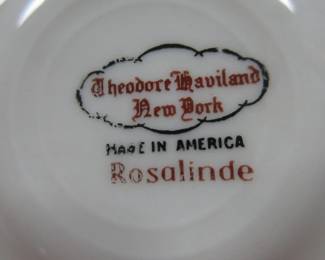 Theodore Haviland
New York
MADE IN AMERICA
Rosalinde